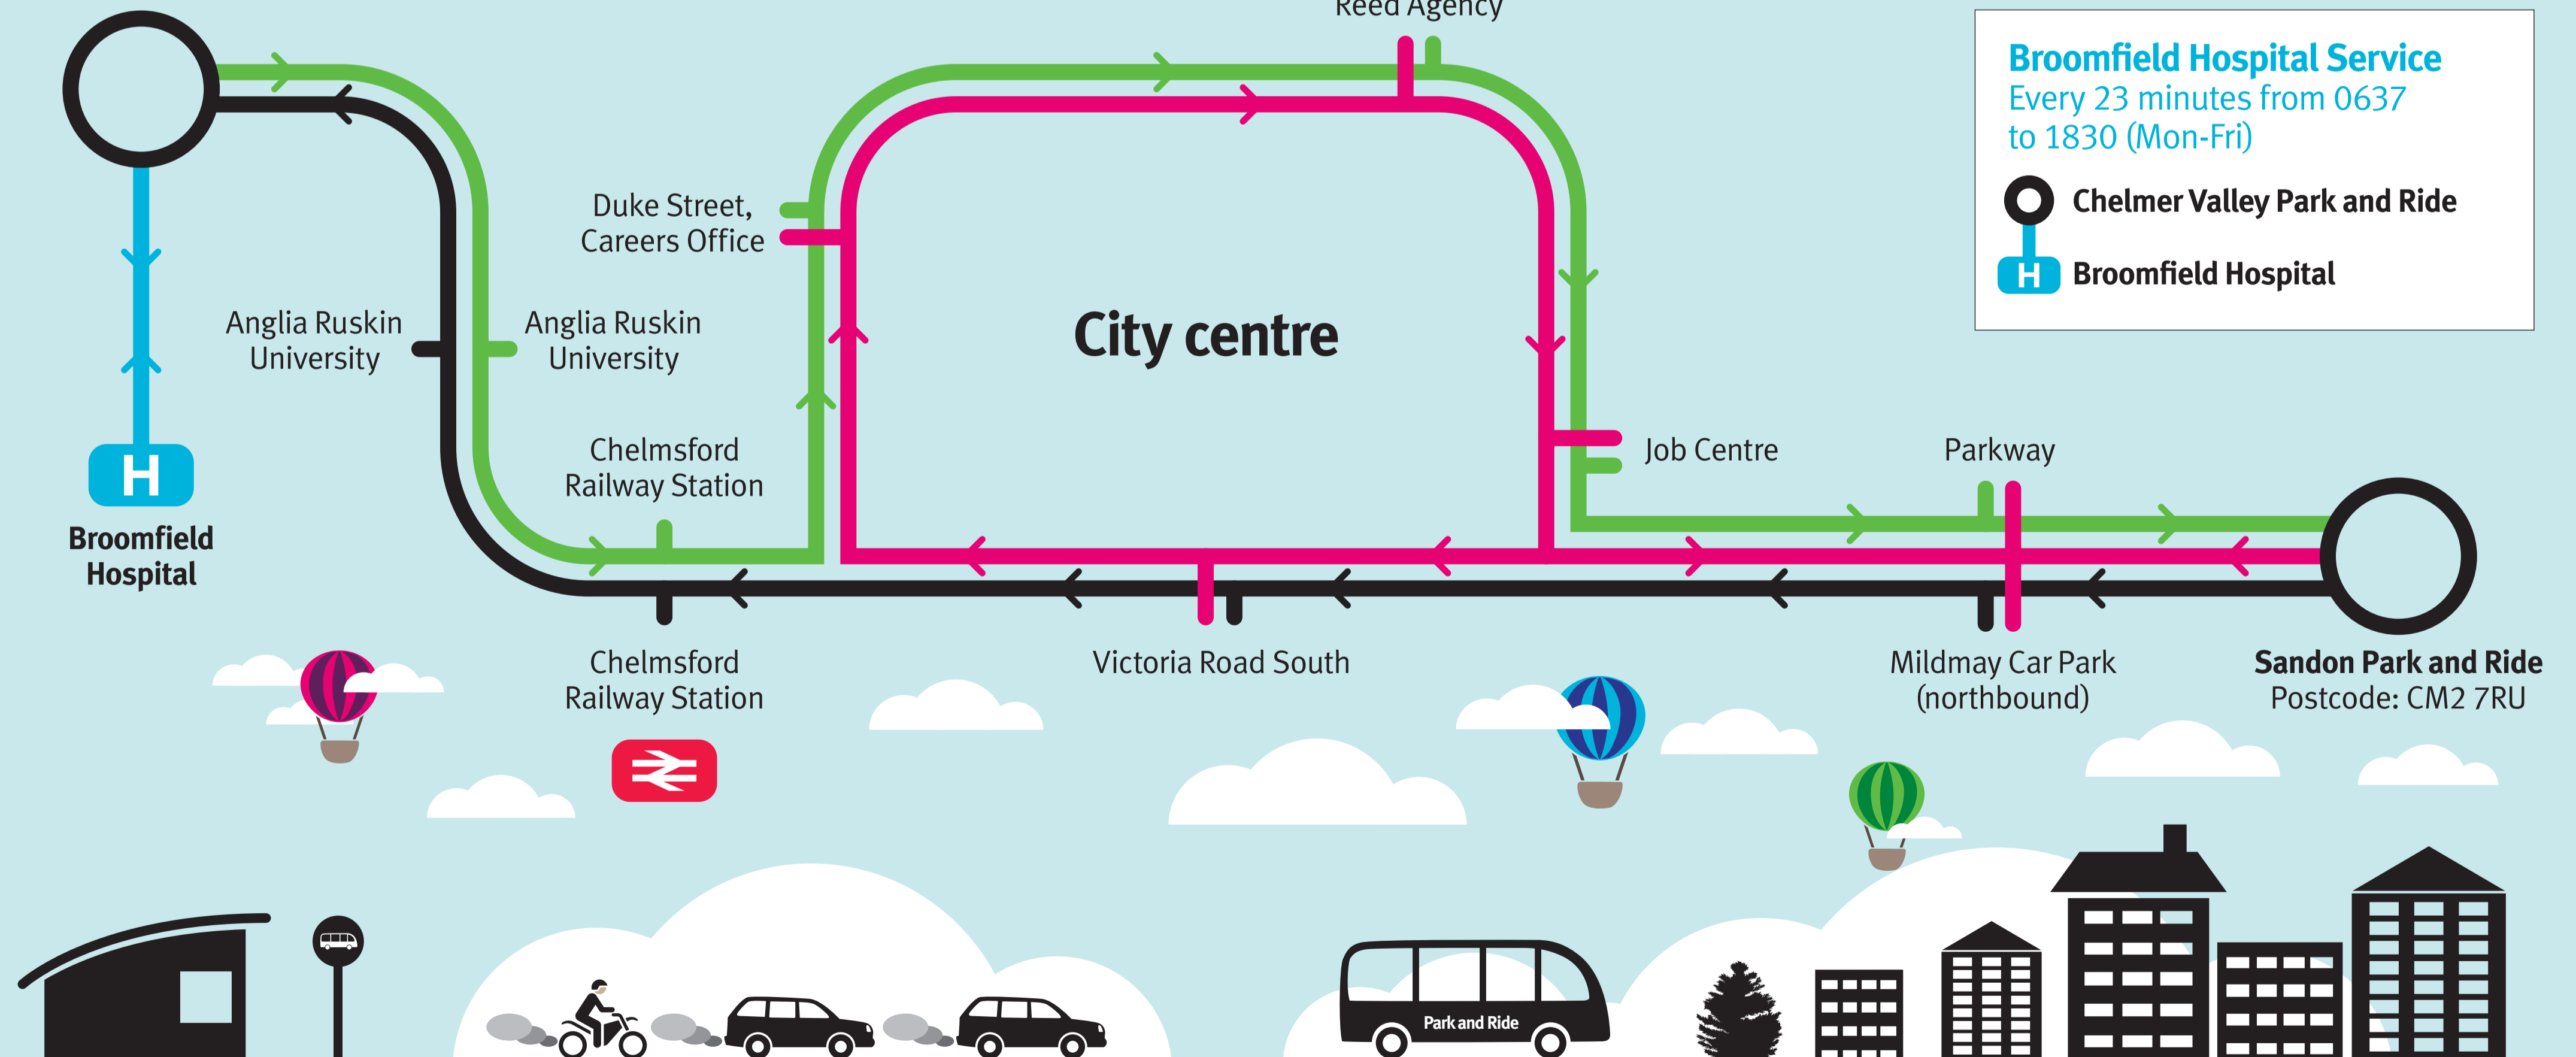 Reed Agency
Broomfield Hospital Service
Every 23 minutes from 0637
to 1830 (Mon-Fri)
Chelmer Valley Park and Ride
H
Broomfield Hospital
Duke Street,
Careers Office
Anglia Ruskin
University
Anglia Ruskin
University
City centre
Chelmsford
Railway Station
Job Centre
Parkway
H
Broomfield
Hospital
Chelmsford
Railway Station
Victoria Road South
Mildmay Car Park
(northbound)
Sandon Park and Ride
Postcode: CM2 7RU
Park and Ride